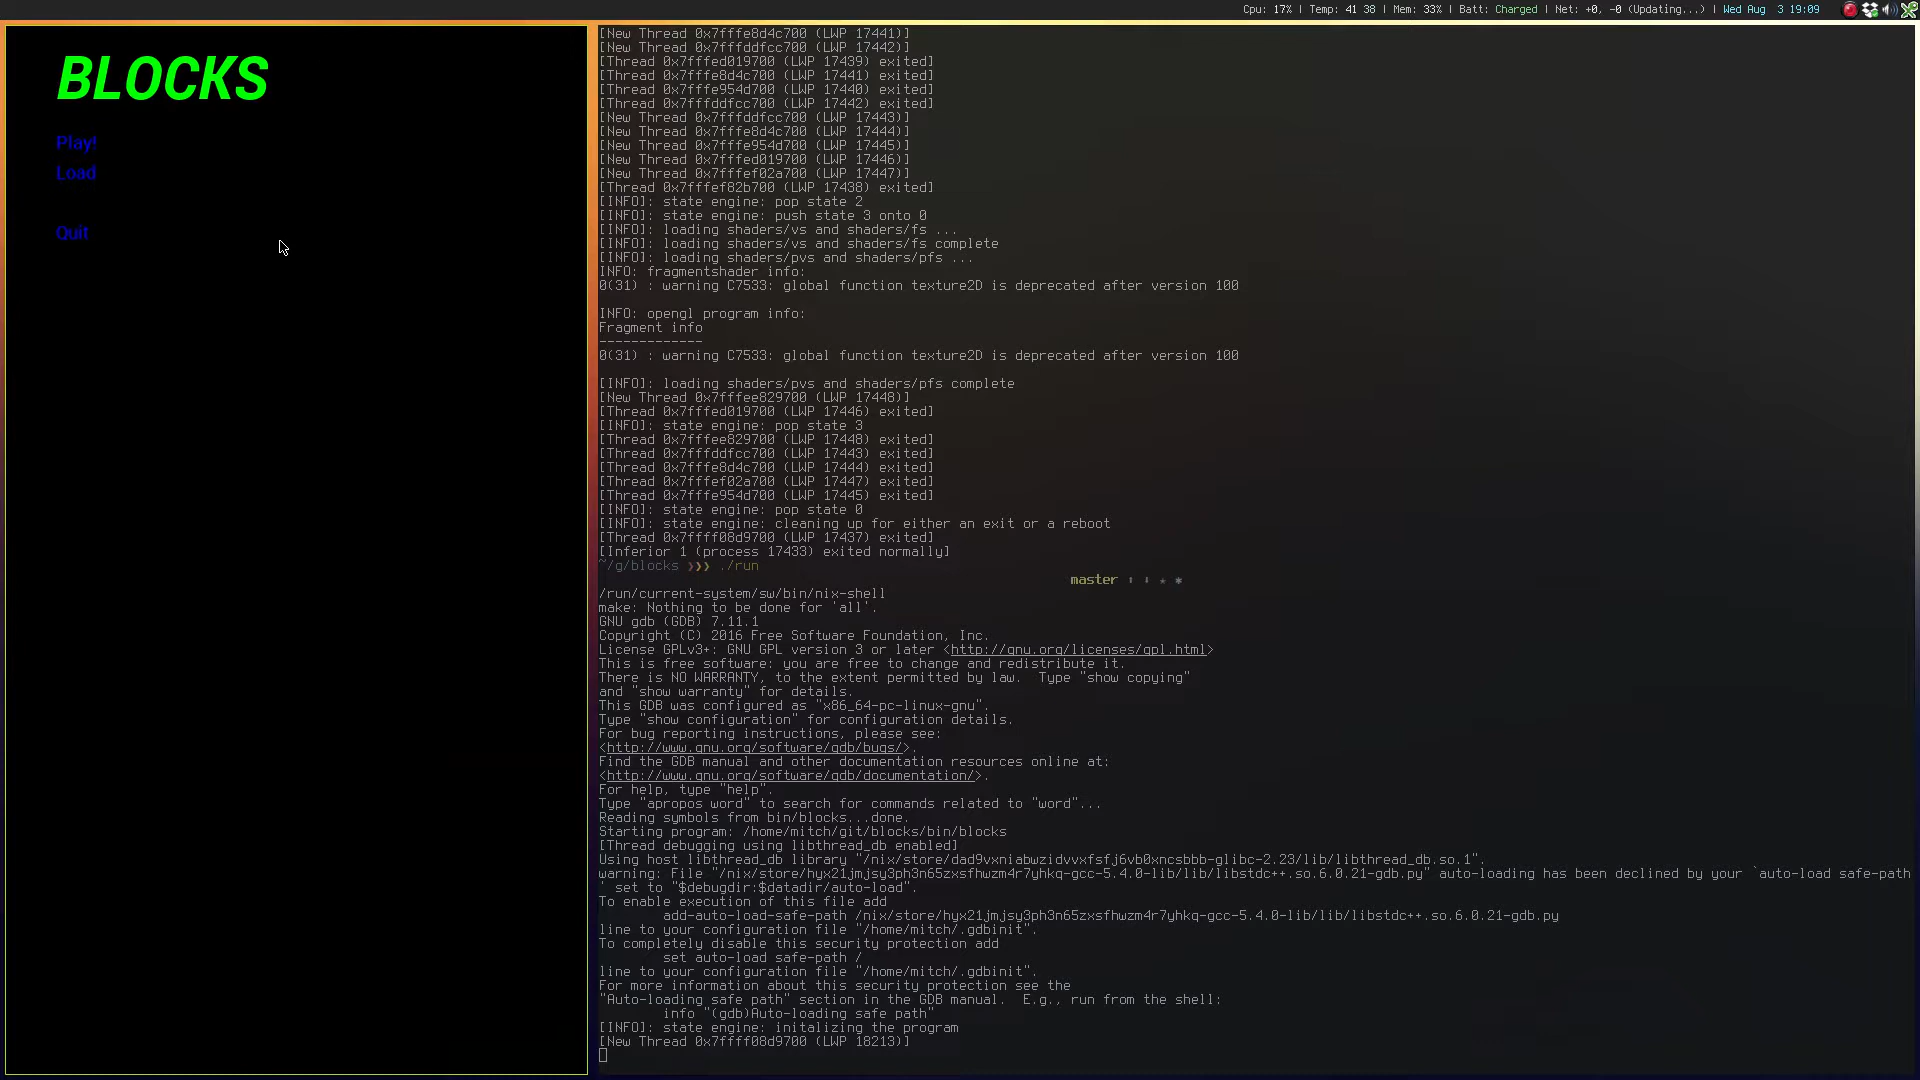 Cpu: 17% | Temp: 41 38 | Mem: 33% | Batt: Charged | Net: +0, -0 (Updating...) | Wed Aug  3 19:09
BLOCKS
Play!
Load
Quit
[New Thread 0x7fffe8d4c700 (LWP 17441)]
[New Thread 0x7fffddfcc700 (LWP 17442)]
[Thread 0x7fffed019700 (LWP 17439) exited]
[Thread 0x7fffe8d4c700 (LWP 17441) exited]
[Thread 0x7fffe954d700 (LWP 17440) exited]
[Thread 0x7fffddfcc700 (LWP 17442) exited]
[New Thread 0x7fffddfcc700 (LWP 17443)]
[New Thread 0x7fffe8d4c700 (LWP 17444)]
[New Thread 0x7fffe954d700 (LWP 17445)]
[New Thread 0x7fffed019700 (LWP 17446)]
[New Thread 0x7fffef02a700 (LWP 17447)]
[Thread 0x7fffef82b700 (LWP 17438) exited]
[INFO]: state engine: pop state 2
[INFO]: state engine: push state 3 onto 0
[INFO]: loading shaders/vs and shaders/fs ...
[INFO]: loading shaders/vs and shaders/fs complete
[INFO]: loading shaders/pvs and shaders/pfs ...
INFO: fragmentshader info:
0(31) : warning C7533: global function texture2D is deprecated after version 100
INFO: opengl program info:
Fragment info
-------------
0(31) : warning C7533: global function texture2D is deprecated after version 100
[INFO]: loading shaders/pvs and shaders/pfs complete
[New Thread 0x7fffee829700 (LWP 17448)]
[Thread 0x7fffed019700 (LWP 17446) exited]
[INFO]: state engine: pop state 3
[Thread 0x7fffee829700 (LWP 17448) exited]
[Thread 0x7fffddfcc700 (LWP 17443) exited]
[Thread 0x7fffe8d4c700 (LWP 17444) exited]
[Thread 0x7fffef02a700 (LWP 17447) exited]
[Thread 0x7fffe954d700 (LWP 17445) exited]
[INFO]: state engine: pop state 0
[INFO]: state engine: cleaning up for either an exit or a reboot
[Thread 0x7ffff08d9700 (LWP 17437) exited]
[Inferior 1 (process 17433) exited normally]
~/g/blocks ❯❯❯ ./run
master ⬆ ⬇ ★ ✱
/run/current-system/sw/bin/nix-shell
make: Nothing to be done for 'all'.
GNU gdb (GDB) 7.11.1
Copyright (C) 2016 Free Software Foundation, Inc.
License GPLv3+: GNU GPL version 3 or later <http://gnu.org/licenses/gpl.html>
This is free software: you are free to change and redistribute it.
There is NO WARRANTY, to the extent permitted by law.  Type "show copying"
and "show warranty" for details.
This GDB was configured as "x86_64-pc-linux-gnu".
Type "show configuration" for configuration details.
For bug reporting instructions, please see:
<http://www.gnu.org/software/gdb/bugs/>.
Find the GDB manual and other documentation resources online at:
<http://www.gnu.org/software/gdb/documentation/>.
For help, type "help".
Type "apropos word" to search for commands related to "word"...
Reading symbols from bin/blocks...done.
Starting program: /home/mitch/git/blocks/bin/blocks
[Thread debugging using libthread_db enabled]
Using host libthread_db library "/nix/store/dad9vxniabwzidvvxfsfj6vb0xncsbbb-glibc-2.23/lib/libthread_db.so.1".
warning: File "/nix/store/hyx21jmjsy3ph3n65zxsfhwzm4r7yhkq-gcc-5.4.0-lib/lib/libstdc++.so.6.0.21-gdb.py" auto-loading has been declined by your `auto-load safe-path
' set to "$debugdir:$datadir/auto-load".
To enable execution of this file add
        add-auto-load-safe-path /nix/store/hyx21jmjsy3ph3n65zxsfhwzm4r7yhkq-gcc-5.4.0-lib/lib/libstdc++.so.6.0.21-gdb.py
line to your configuration file "/home/mitch/.gdbinit".
To completely disable this security protection add
        set auto-load safe-path /
line to your configuration file "/home/mitch/.gdbinit".
For more information about this security protection see the
"Auto-loading safe path" section in the GDB manual.  E.g., run from the shell:
        info "(gdb)Auto-loading safe path"
[INFO]: state engine: initalizing the program
[New Thread 0x7ffff08d9700 (LWP 18213)]